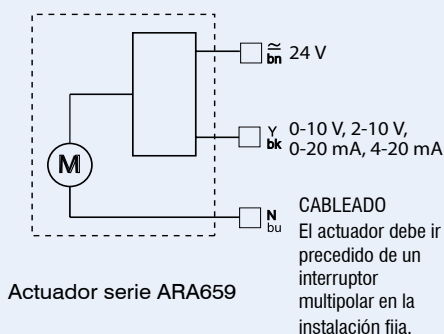 ≂
bn 24 V
Y 0-10 V, 2-10 V,
bk 0-20 mA, 4-20 mA
M
N
bu
CABLEADO
El actuador debe ir
precedido de un
interruptor
multipolar en la
instalación fija.
Actuador serie ARA659